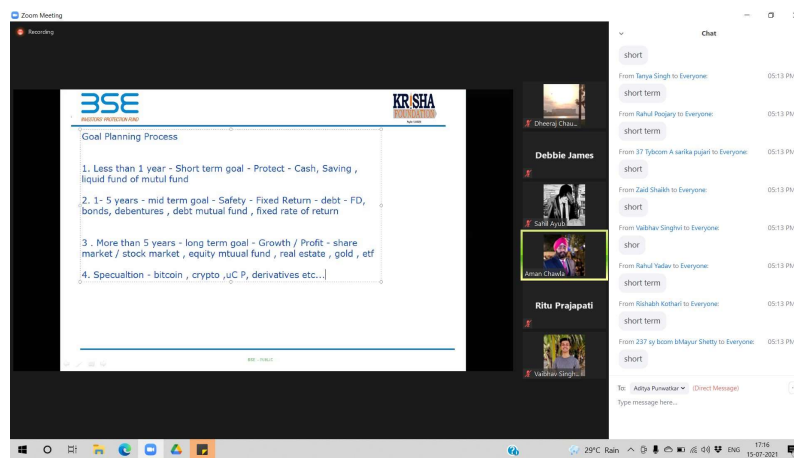 Zoom Meeting
Recording
BSE
INVESTORS' PROTECTION FUND
KRISHA
FOUNDATION
Goal Planning Process
1. Less than 1 year - Short term goal - Protect - Cash, Saving ,
liquid fund of mutul fund
2. 1- 5 years - mid term goal - Safety - Fixed Return - debt - FD,
bonds, debentures , debt mutual fund , fixed rate of return
3 . More than 5 years - long term goal - Growth / Profit - share
market / stock market , equity mtuual fund , real estate , gold , etf
4. Specualtion - bitcoin , crypto ,uC P, derivatives etc...
BSE - PUBLIC
Dheeraj Chau...
Debbie James
Sahil Ayub
Aman Chawla
Ritu Prajapati
Vaibhav Singh...
Chat
short
From Tanya Singh to Everyone: 05:13 PM
short term
From Rahul Poojary to Everyone: 05:13 PM
short term
From 37 Tybcom A sarika pujari to Everyone: 05:13 PM
short
From Zaid Shaikh to Everyone: 05:13 PM
short
From Vaibhav Singhvi to Everyone: 05:13 PM
shor
From Rahul Yadav to Everyone: 05:13 PM
short term
From Rishabh Kothari to Everyone: 05:13 PM
short term
From 237 sy bcom bMayur Shetty to Everyone: 05:13 PM
short
To: Aditya Punwatkar (Direct Message)
Type message here...
29°C Rain
ENG
17:16
15-07-2021